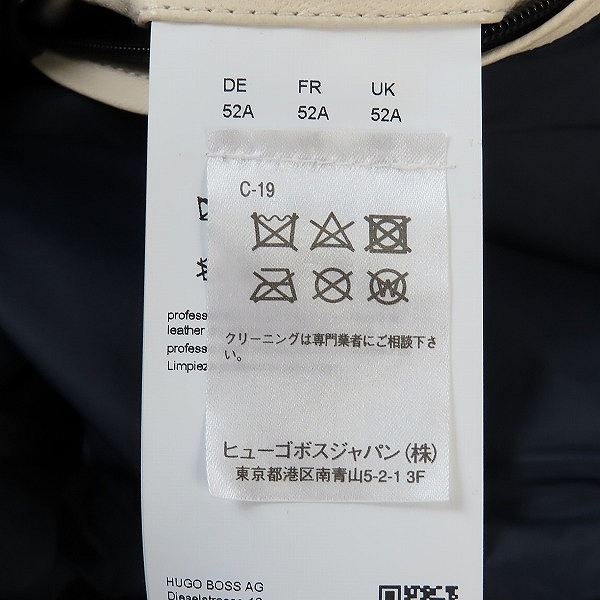 DE FR UK
52A 52A 52A
C-19
W
leather
Limpiez
クリーニングは専門業者にご相談下さ
い。
ヒューゴボスジャパン(株)
東京都港区南青山5-2-1 3F
HUGO BOSS AG